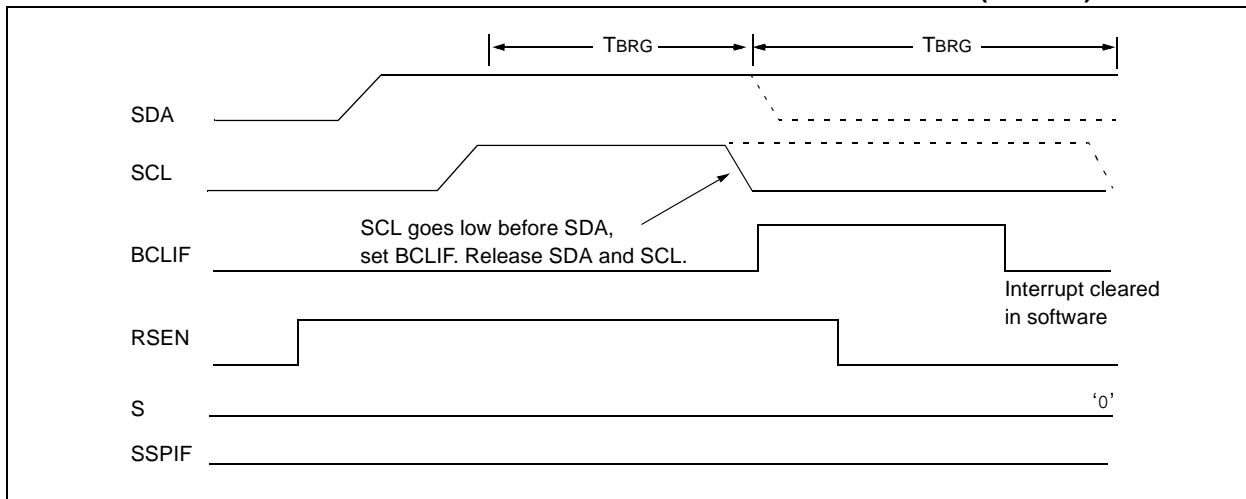 TBRG TBRG
SDA
SCL
SCL goes low before SDA,
set BCLIF. Release SDA and SCL.
BCLIF
Interrupt cleared
in software
RSEN
S
‘0’
SSPIF